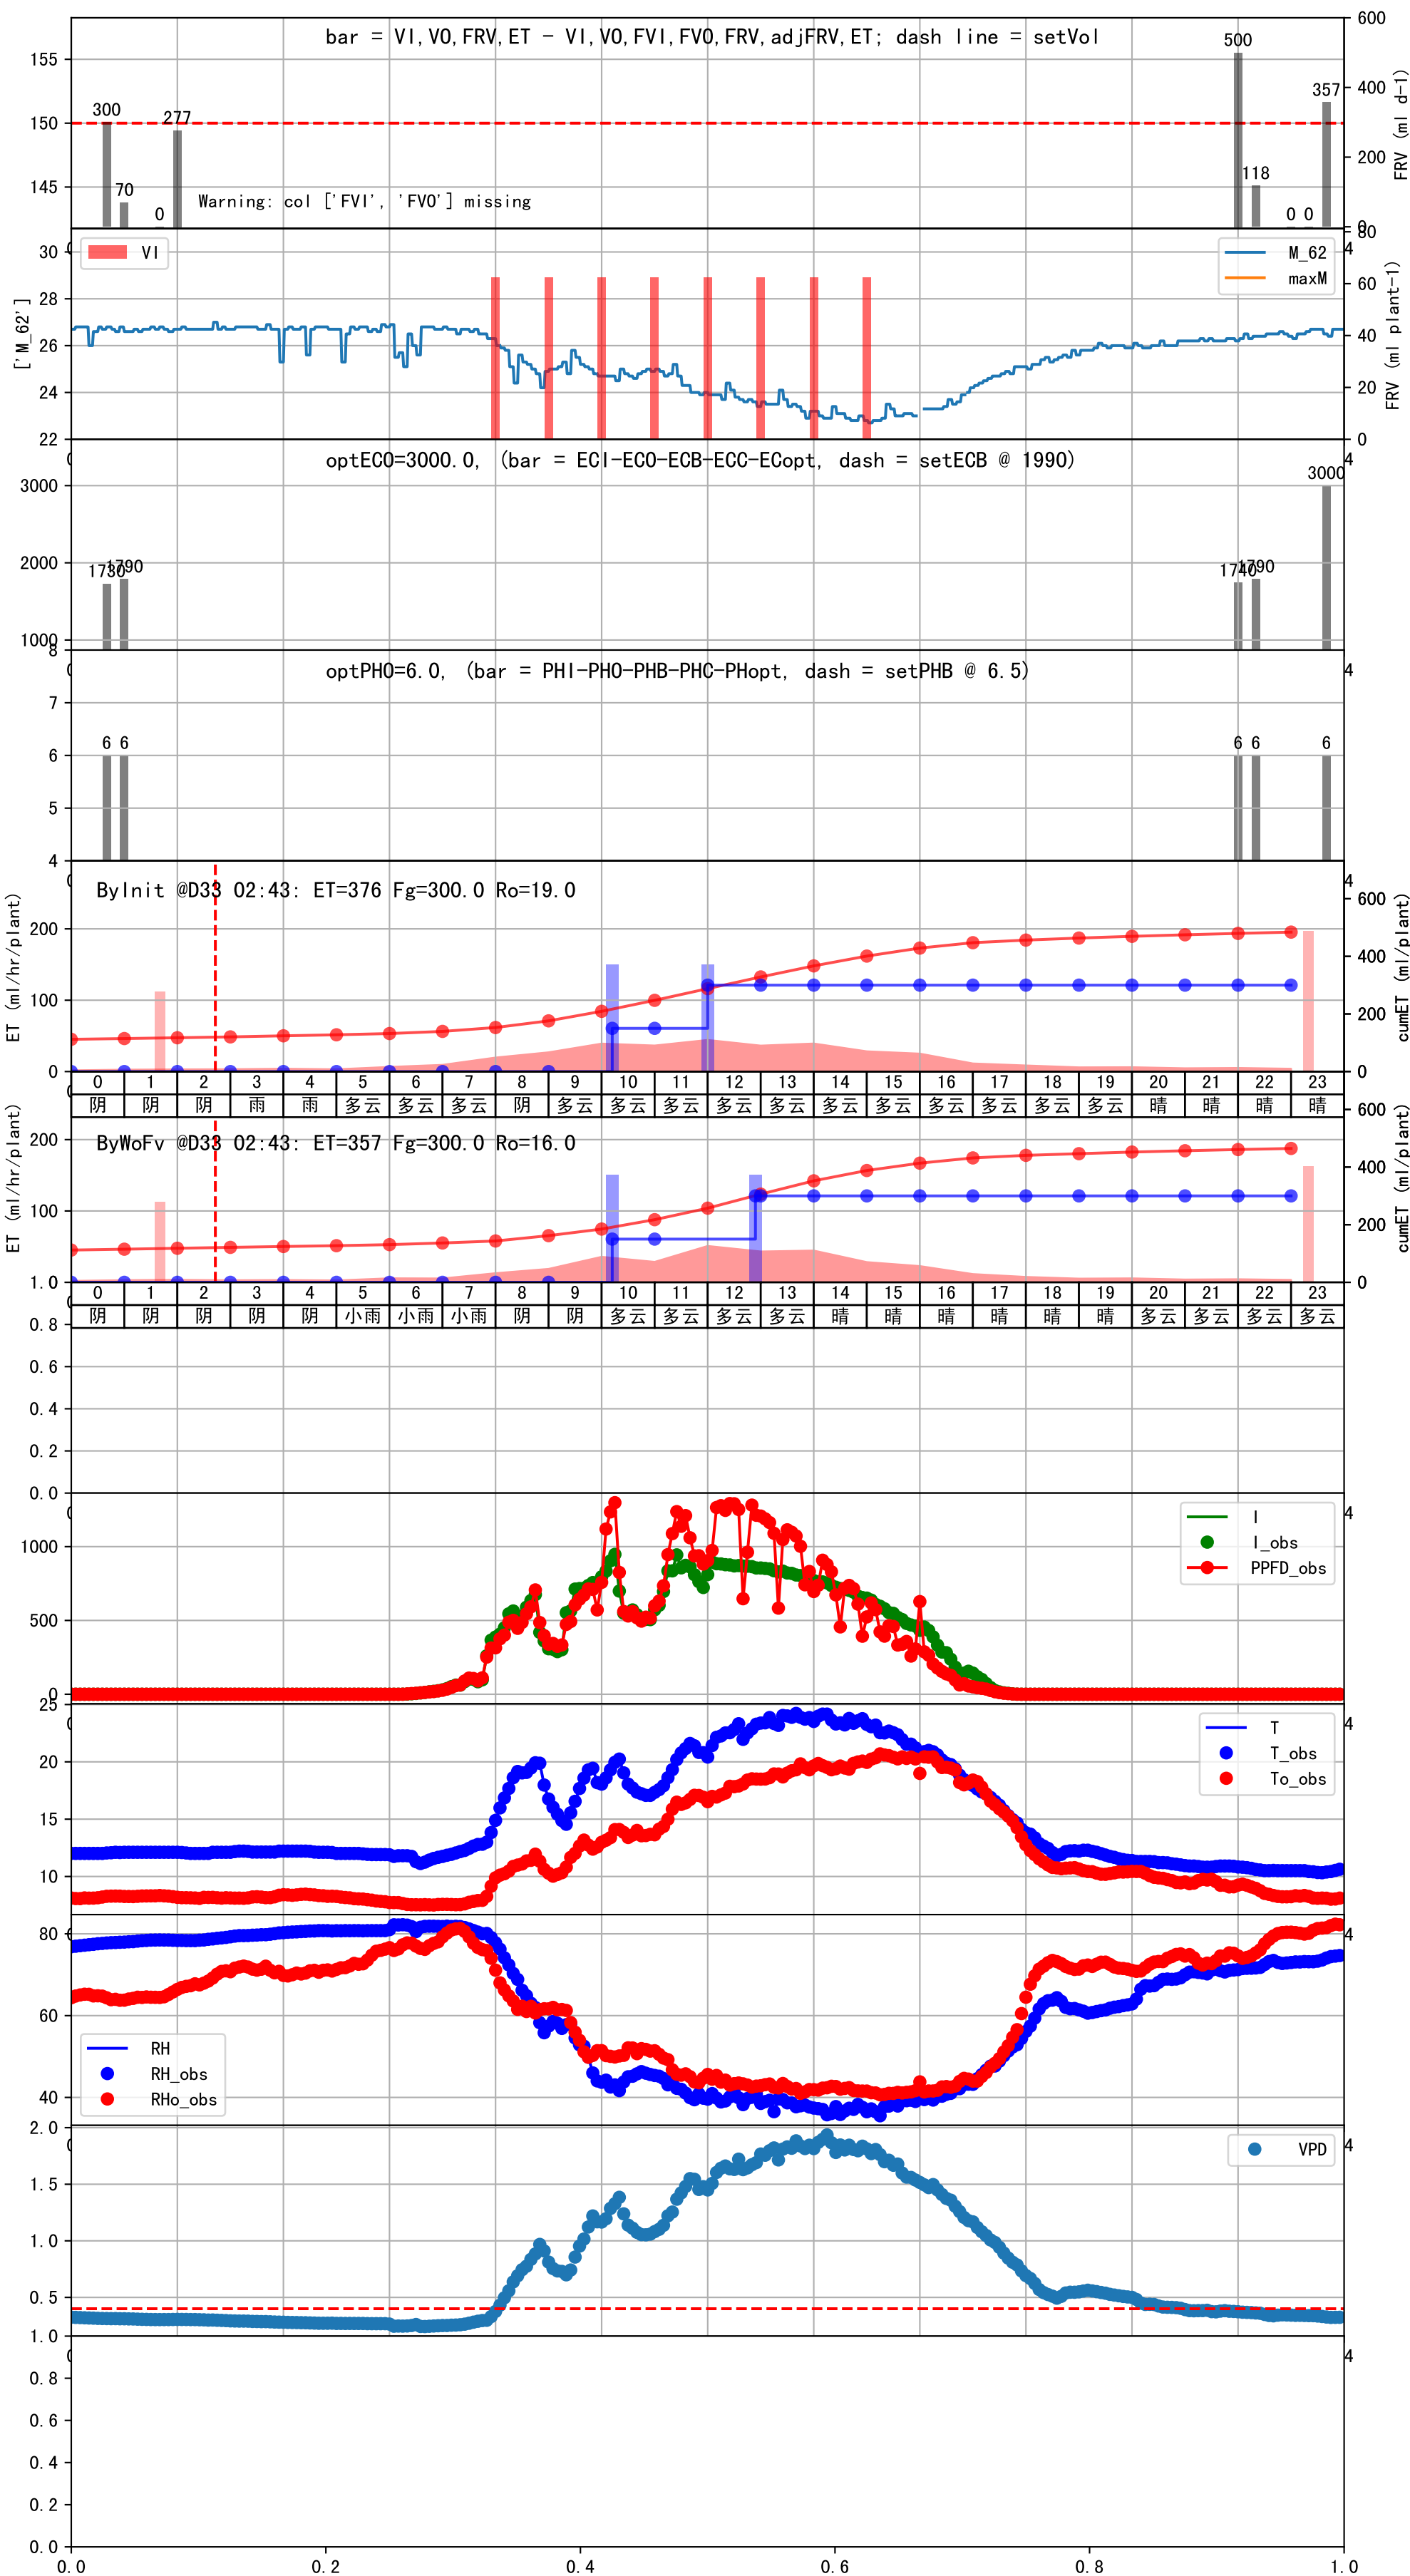 bar = VI,VO,FRV,ET - VI,VO,FVI,FVO,FRV,adjFRV,ET; dash line = setVol
155
150
145
600
400
200
0
FRV (ml d-1)
300
70
0
277
500
118
0
0
357
Warning: col ['FVI', 'FVO'] missing
VI
M_62
maxM
['M_62']
30
28
26
24
22
80
60
40
20
0
FRV (ml plant-1)
4
optECO=3000.0, (bar = ECI-ECO-ECB-ECC-ECopt, dash = setECB @ 1990)
3000
2000
1000
1730
1790
1740
1790
3000
4
optPHO=6.0, (bar = PHI-PHO-PHB-PHC-PHopt, dash = setPHB @ 6.5)
8
7
6
5
4
6 6
6 6
6
4
ByInit @D33 02:43: ET=376 Fg=300.0 Ro=19.0
ET (ml/hr/plant)
200
100
0
600
400
200
0
cumET (ml/plant)
4
0 1 2 3 4 5 6 7 8 9 10 11 12 13 14 15 16 17 18 19 20 21 22 23
阴 阴 阴 雨 雨 多云 多云 多云 阴 多云 多云 多云 多云 多云 多云 多云 多云 多云 多云 多云 晴 晴 晴 晴
ByWoFv @D33 02:43: ET=357 Fg=300.0 Ro=16.0
ET (ml/hr/plant)
200
100
600
400
200
0
cumET (ml/plant)
0 1 2 3 4 5 6 7 8 9 10 11 12 13 14 15 16 17 18 19 20 21 22 23
阴 阴 阴 阴 阴 小雨 小雨 小雨 阴 阴 多云 多云 多云 多云 晴 晴 晴 晴 晴 晴 多云 多云 多云 多云
1.0
0.8
0.6
0.4
0.2
0.0
4
I
I_obs
PPFD_obs
1000
500
0
4
T
T_obs
To_obs
25
20
15
10
4
RH
RH_obs
RHo_obs
80
60
40
4
VPD
2.0
1.5
1.0
0.5
4
1.0
0.8
0.6
0.4
0.2
0.0
0.0 0.2 0.4 0.6 0.8 1.0